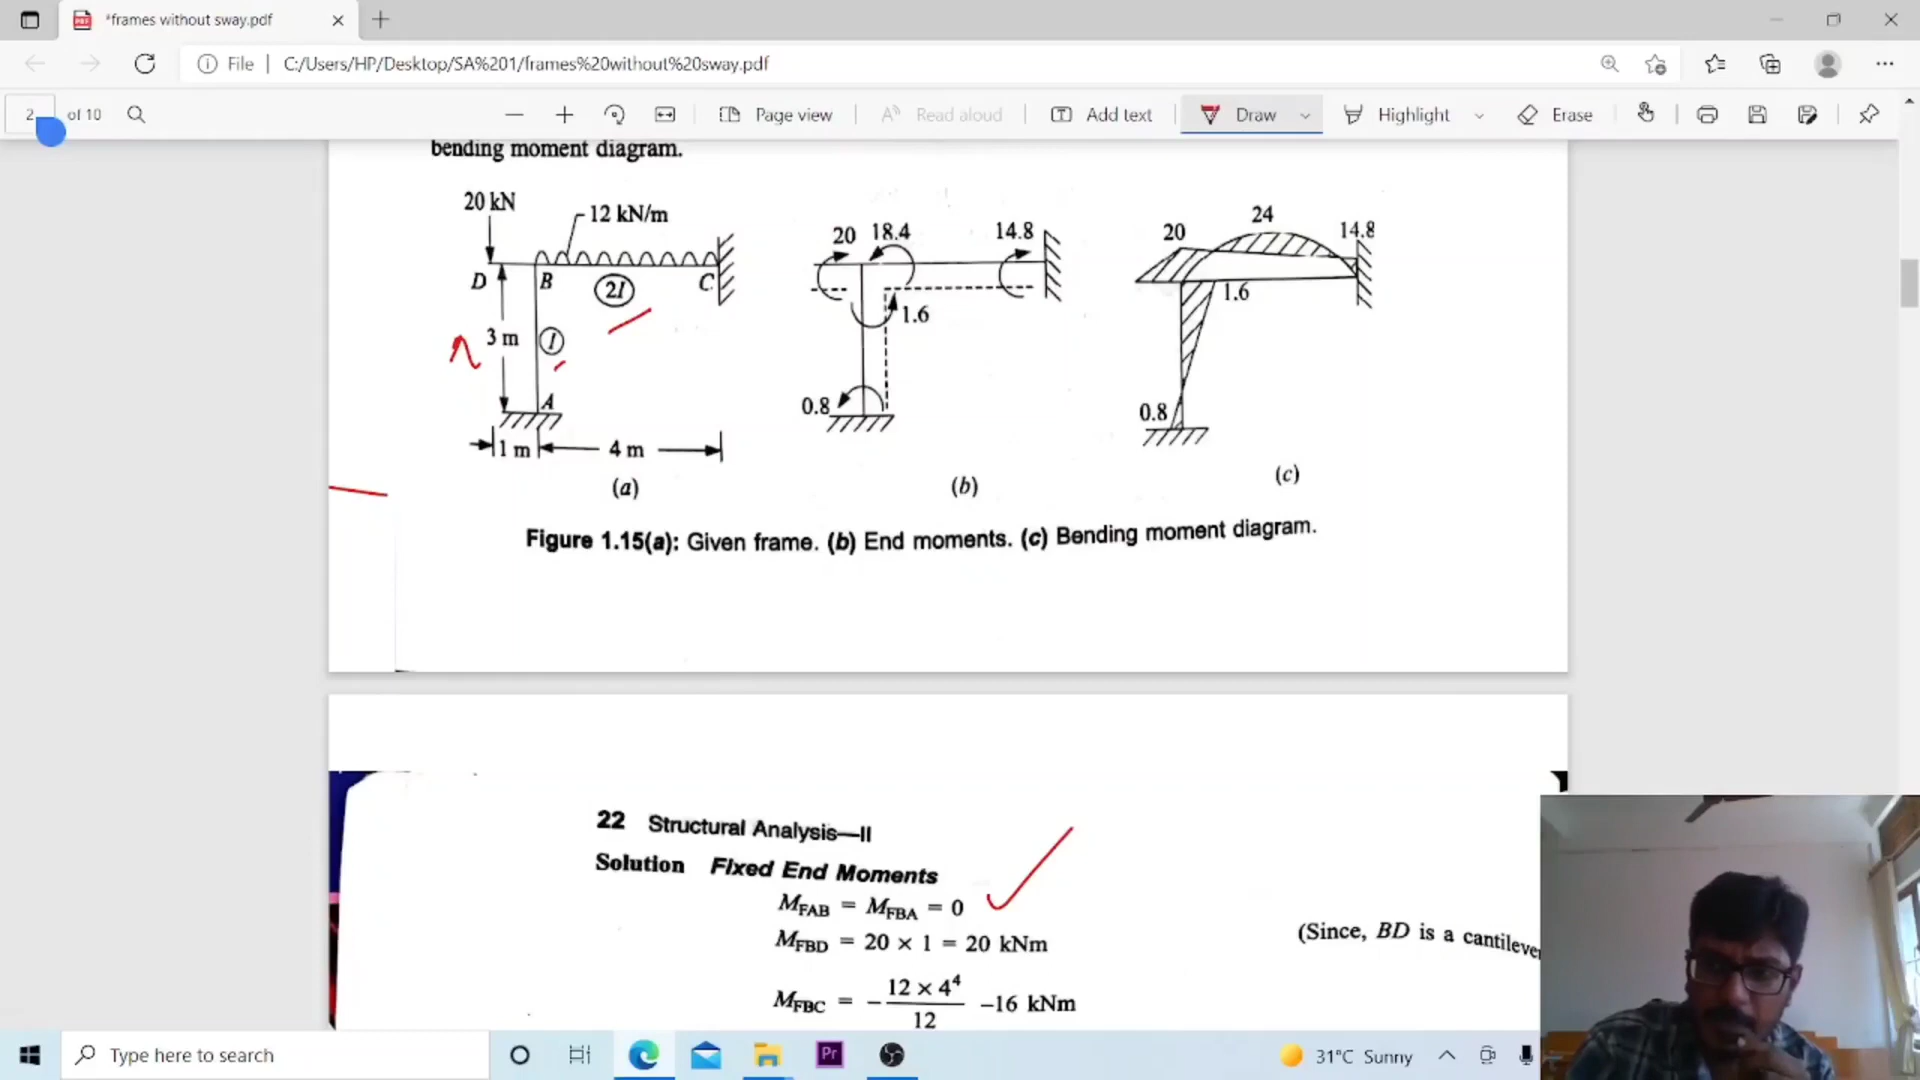 *frames without sway.pdf
File | C:/Users/HP/Desktop/SA%201/frames%20without%20sway.pdf
2 of 10
Page view
Read aloud
Add text
Draw
Highlight
Erase
bending moment diagram.
20 kN
12 kN/m
D B 2I C
3 m I
A
1 m 4 m
(a)
20 18.4 14.8
1.6
0.8
(b)
24
20 14.8
1.6
0.8
(c)
Figure 1.15(a): Given frame. (b) End moments. (c) Bending moment diagram.
22 Structural Analysis—II
Solution Fixed End Moments
MFAB = MFBA = 0
MFBD = 20 × 1 = 20 kNm
(Since, BD is a cantilever
MFBC = - 12 × 4⁴ -16 kNm
12
Type here to search
Pr
31°C Sunny